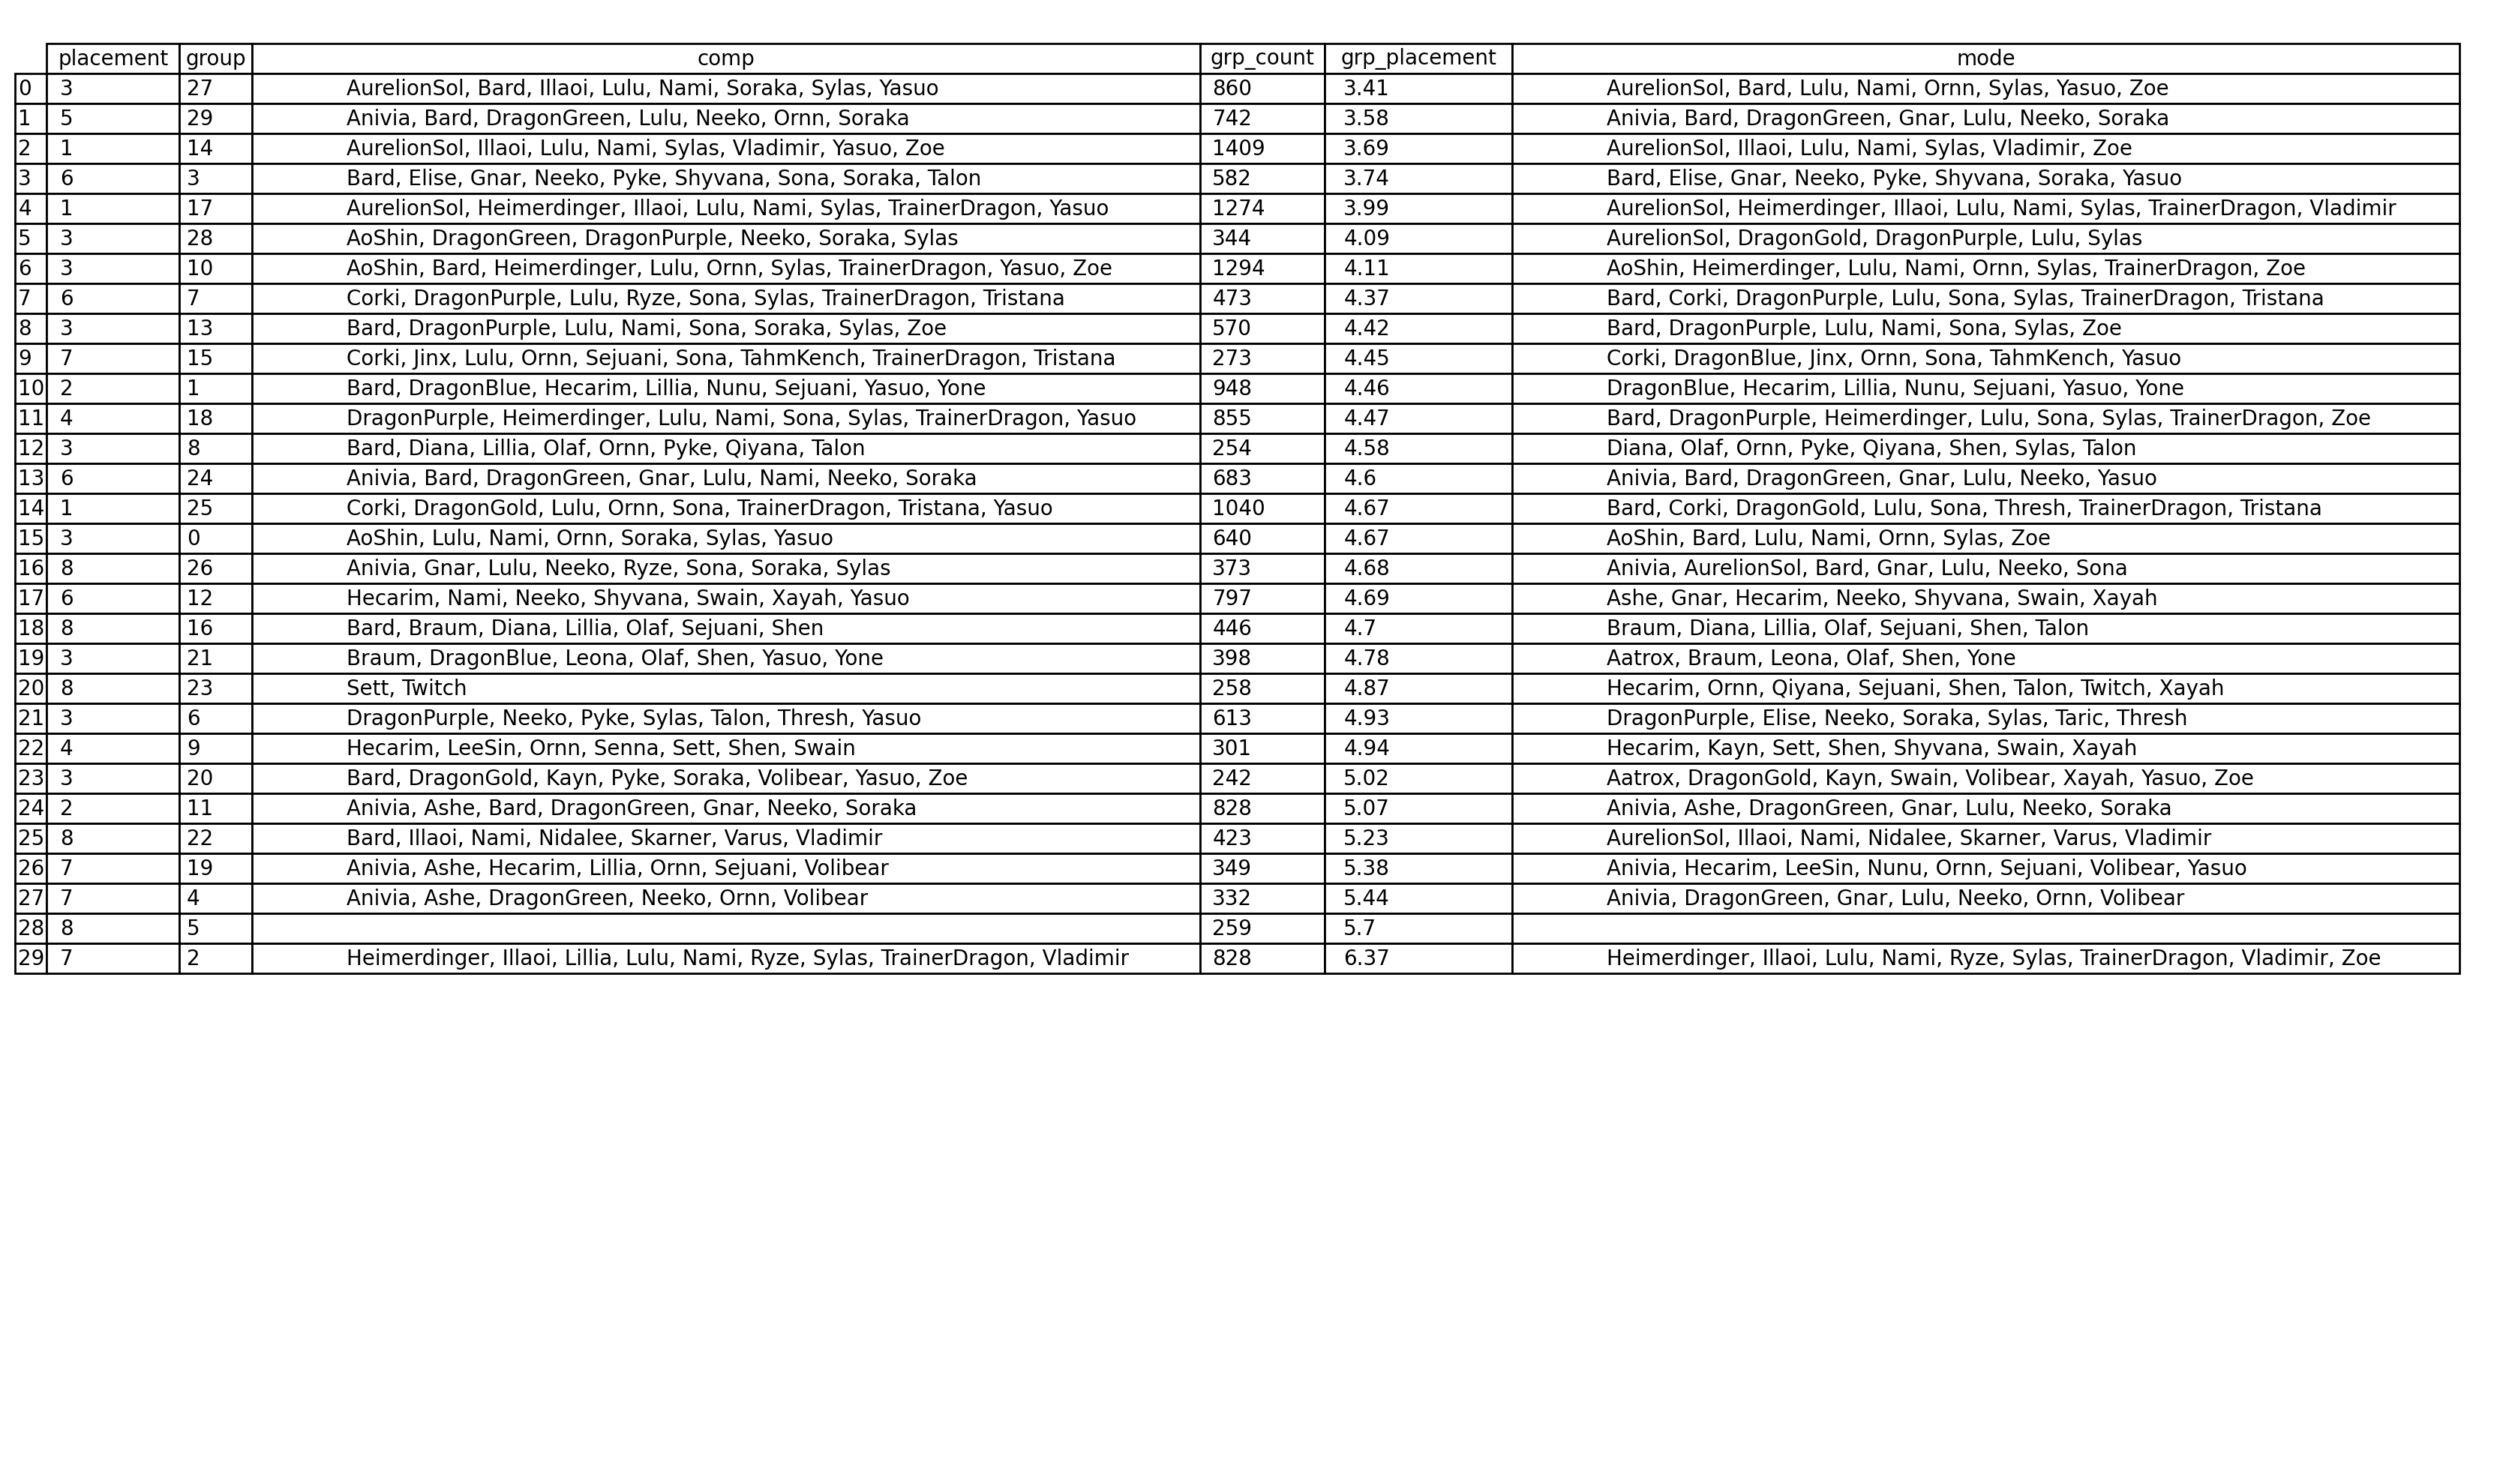 placement group comp grp_count grp_placement mode
0 3 27 AurelionSol, Bard, Illaoi, Lulu, Nami, Soraka, Sylas, Yasuo 860 3.41 AurelionSol, Bard, Lulu, Nami, Ornn, Sylas, Yasuo, Zoe
1 5 29 Anivia, Bard, DragonGreen, Lulu, Neeko, Ornn, Soraka 742 3.58 Anivia, Bard, DragonGreen, Gnar, Lulu, Neeko, Soraka
2 1 14 AurelionSol, Illaoi, Lulu, Nami, Sylas, Vladimir, Yasuo, Zoe 1409 3.69 AurelionSol, Illaoi, Lulu, Nami, Sylas, Vladimir, Zoe
3 6 3 Bard, Elise, Gnar, Neeko, Pyke, Shyvana, Sona, Soraka, Talon 582 3.74 Bard, Elise, Gnar, Neeko, Pyke, Shyvana, Soraka, Yasuo
4 1 17 AurelionSol, Heimerdinger, Illaoi, Lulu, Nami, Sylas, TrainerDragon, Yasuo 1274 3.99 AurelionSol, Heimerdinger, Illaoi, Lulu, Nami, Sylas, TrainerDragon, Vladimir
5 3 28 AoShin, DragonGreen, DragonPurple, Neeko, Soraka, Sylas 344 4.09 AurelionSol, DragonGold, DragonPurple, Lulu, Sylas
6 3 10 AoShin, Bard, Heimerdinger, Lulu, Ornn, Sylas, TrainerDragon, Yasuo, Zoe 1294 4.11 AoShin, Heimerdinger, Lulu, Nami, Ornn, Sylas, TrainerDragon, Zoe
7 6 7 Corki, DragonPurple, Lulu, Ryze, Sona, Sylas, TrainerDragon, Tristana 473 4.37 Bard, Corki, DragonPurple, Lulu, Sona, Sylas, TrainerDragon, Tristana
8 3 13 Bard, DragonPurple, Lulu, Nami, Sona, Soraka, Sylas, Zoe 570 4.42 Bard, DragonPurple, Lulu, Nami, Sona, Sylas, Zoe
9 7 15 Corki, Jinx, Lulu, Ornn, Sejuani, Sona, TahmKench, TrainerDragon, Tristana 273 4.45 Corki, DragonBlue, Jinx, Ornn, Sona, TahmKench, Yasuo
10 2 1 Bard, DragonBlue, Hecarim, Lillia, Nunu, Sejuani, Yasuo, Yone 948 4.46 DragonBlue, Hecarim, Lillia, Nunu, Sejuani, Yasuo, Yone
11 4 18 DragonPurple, Heimerdinger, Lulu, Nami, Sona, Sylas, TrainerDragon, Yasuo 855 4.47 Bard, DragonPurple, Heimerdinger, Lulu, Sona, Sylas, TrainerDragon, Zoe
12 3 8 Bard, Diana, Lillia, Olaf, Ornn, Pyke, Qiyana, Talon 254 4.58 Diana, Olaf, Ornn, Pyke, Qiyana, Shen, Sylas, Talon
13 6 24 Anivia, Bard, DragonGreen, Gnar, Lulu, Nami, Neeko, Soraka 683 4.6 Anivia, Bard, DragonGreen, Gnar, Lulu, Neeko, Yasuo
14 1 25 Corki, DragonGold, Lulu, Ornn, Sona, TrainerDragon, Tristana, Yasuo 1040 4.67 Bard, Corki, DragonGold, Lulu, Sona, Thresh, TrainerDragon, Tristana
15 3 0 AoShin, Lulu, Nami, Ornn, Soraka, Sylas, Yasuo 640 4.67 AoShin, Bard, Lulu, Nami, Ornn, Sylas, Zoe
16 8 26 Anivia, Gnar, Lulu, Neeko, Ryze, Sona, Soraka, Sylas 373 4.68 Anivia, AurelionSol, Bard, Gnar, Lulu, Neeko, Sona
17 6 12 Hecarim, Nami, Neeko, Shyvana, Swain, Xayah, Yasuo 797 4.69 Ashe, Gnar, Hecarim, Neeko, Shyvana, Swain, Xayah
18 8 16 Bard, Braum, Diana, Lillia, Olaf, Sejuani, Shen 446 4.7 Braum, Diana, Lillia, Olaf, Sejuani, Shen, Talon
19 3 21 Braum, DragonBlue, Leona, Olaf, Shen, Yasuo, Yone 398 4.78 Aatrox, Braum, Leona, Olaf, Shen, Yone
20 8 23 Sett, Twitch 258 4.87 Hecarim, Ornn, Qiyana, Sejuani, Shen, Talon, Twitch, Xayah
21 3 6 DragonPurple, Neeko, Pyke, Sylas, Talon, Thresh, Yasuo 613 4.93 DragonPurple, Elise, Neeko, Soraka, Sylas, Taric, Thresh
22 4 9 Hecarim, LeeSin, Ornn, Senna, Sett, Shen, Swain 301 4.94 Hecarim, Kayn, Sett, Shen, Shyvana, Swain, Xayah
23 3 20 Bard, DragonGold, Kayn, Pyke, Soraka, Volibear, Yasuo, Zoe 242 5.02 Aatrox, DragonGold, Kayn, Swain, Volibear, Xayah, Yasuo, Zoe
24 2 11 Anivia, Ashe, Bard, DragonGreen, Gnar, Neeko, Soraka 828 5.07 Anivia, Ashe, DragonGreen, Gnar, Lulu, Neeko, Soraka
25 8 22 Bard, Illaoi, Nami, Nidalee, Skarner, Varus, Vladimir 423 5.23 AurelionSol, Illaoi, Nami, Nidalee, Skarner, Varus, Vladimir
26 7 19 Anivia, Ashe, Hecarim, Lillia, Ornn, Sejuani, Volibear 349 5.38 Anivia, Hecarim, LeeSin, Nunu, Ornn, Sejuani, Volibear, Yasuo
27 7 4 Anivia, Ashe, DragonGreen, Neeko, Ornn, Volibear 332 5.44 Anivia, DragonGreen, Gnar, Lulu, Neeko, Ornn, Volibear
28 8 5 259 5.7
29 7 2 Heimerdinger, Illaoi, Lillia, Lulu, Nami, Ryze, Sylas, TrainerDragon, Vladimir 828 6.37 Heimerdinger, Illaoi, Lulu, Nami, Ryze, Sylas, TrainerDragon, Vladimir, Zoe